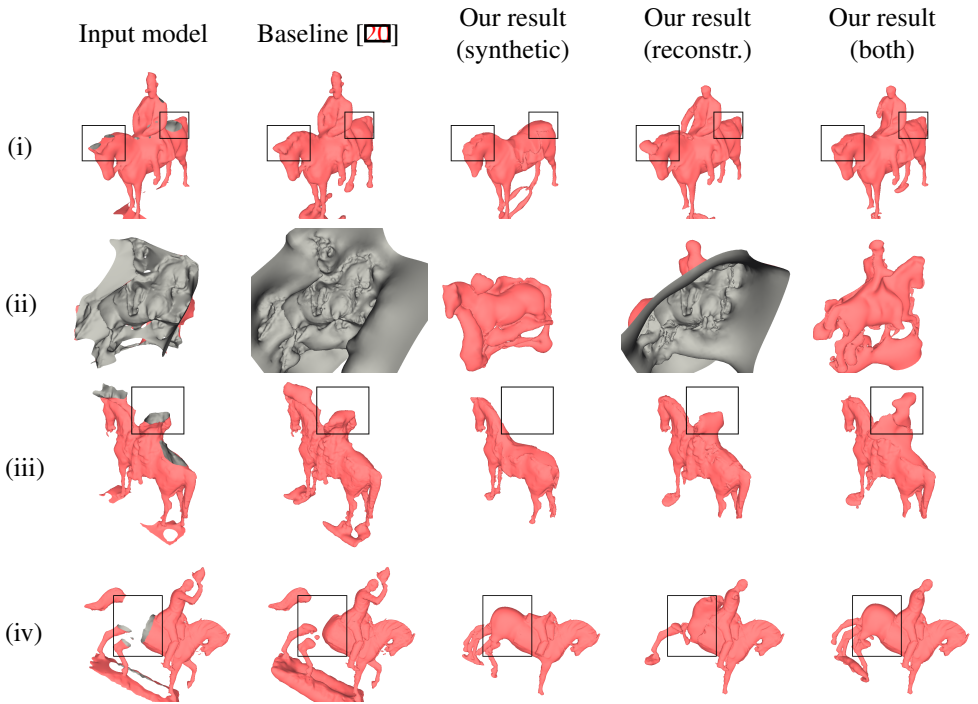 Input model
Baseline [20]
Our result
(synthetic)
Our result
(reconstr.)
Our result
(both)
(i)
(ii)
(iii)
(iv)